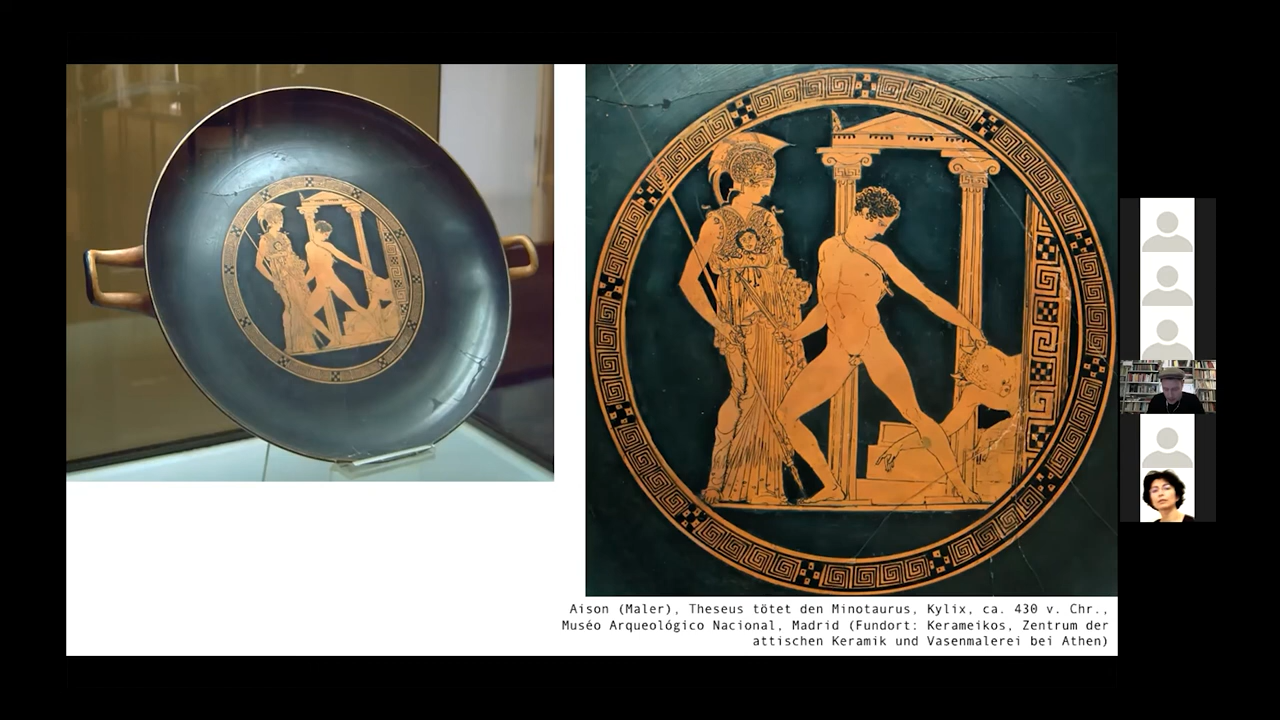 Aison (Maler), Theseus tötet den Minotaurus, Kylix, ca. 430 v. Chr.,
Muséo Arqueológico Nacional, Madrid (Fundort: Kerameikos, Zentrum der
attischen Keramik und Vasenmalerei bei Athen)